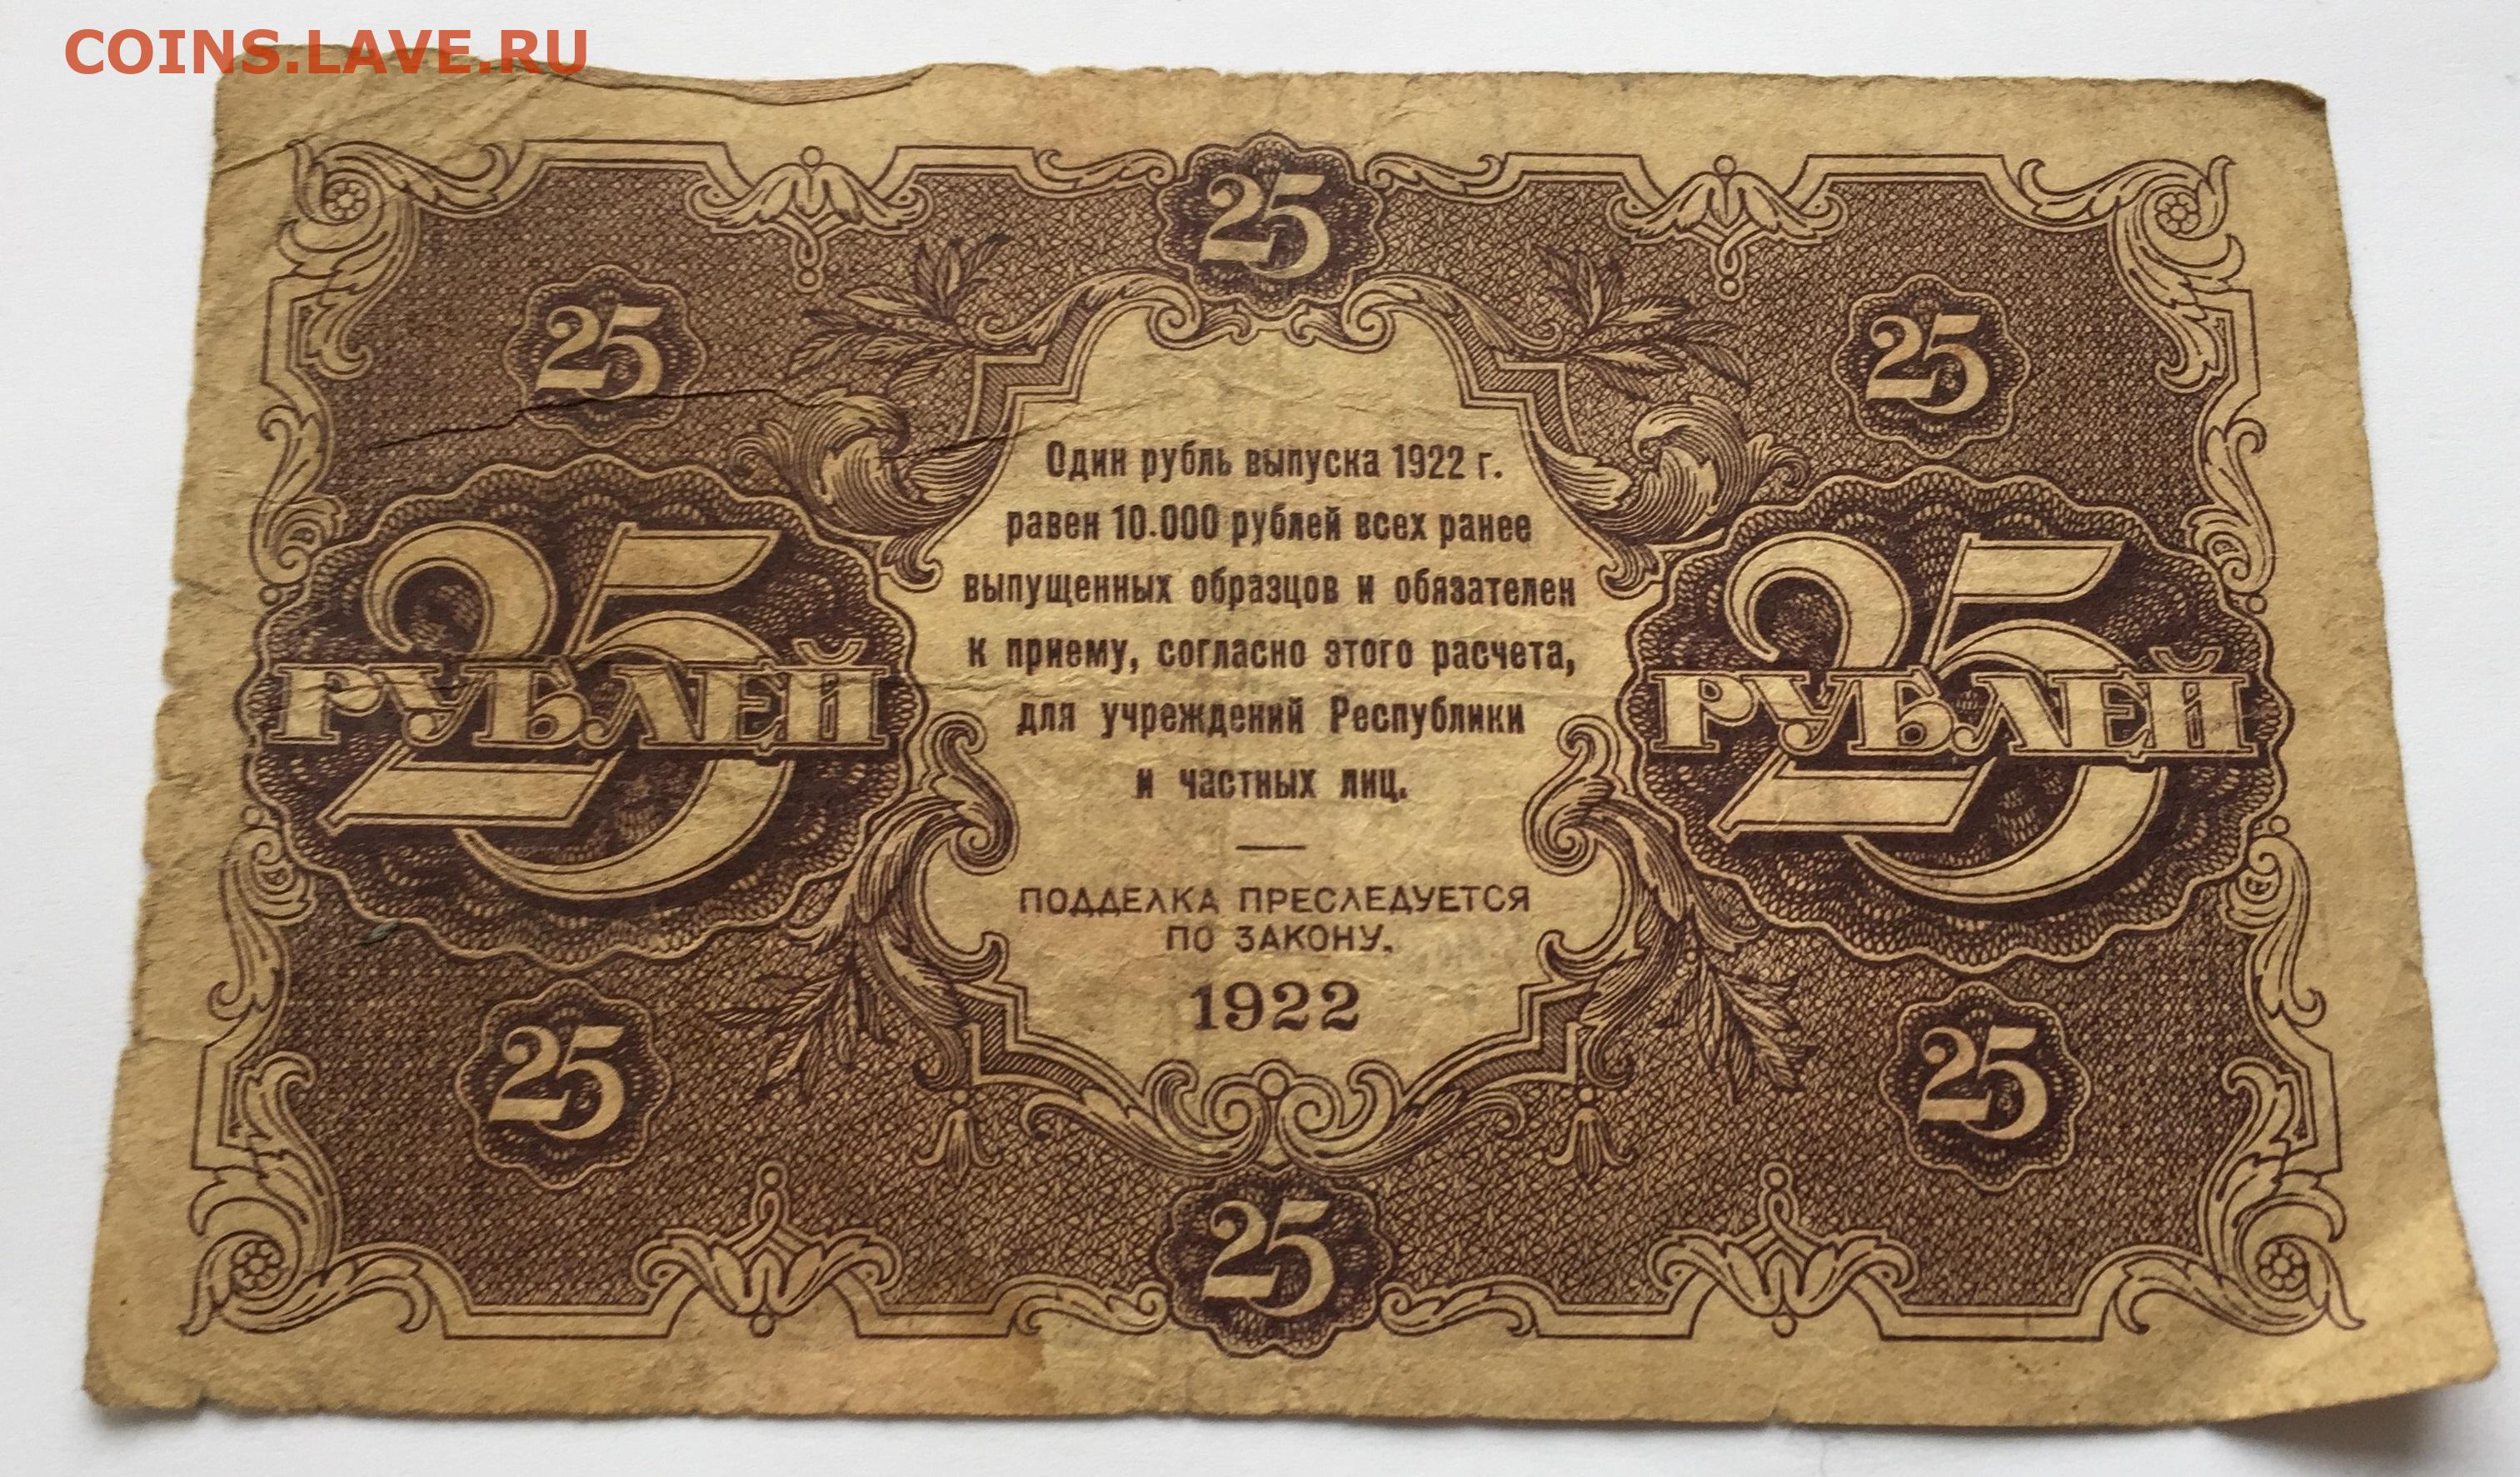 COINS.LAVE.RU
25
25
25
Один рубль выпуска 1922 г.
равен 10.000 рублей всех ранее
выпущенных образцов и обязателен
к приему, согласно этого расчета,
для учреждений Республики
и частных лиц.
25 РУБЛЕЙ
25 РУБЛЕЙ
ПОДДЕЛКА ПРЕСЛЕДУЕТСЯ
ПО ЗАКОНУ.
1922
25
25
25